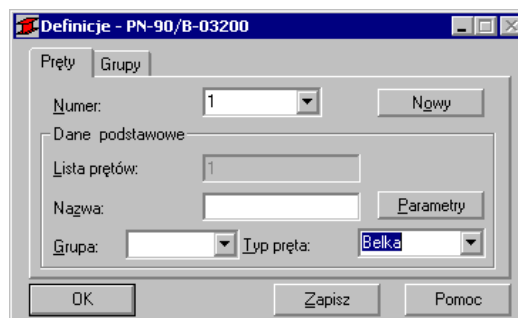 Definicje - PN-90/B-03200
Pręty Grupy
Numer: 1 Nowy
Dane podstawowe
Lista prętów: 1
Nazwa: Parametry
Grupa: Typ pręta: Belka
OK Zapisz Pomoc